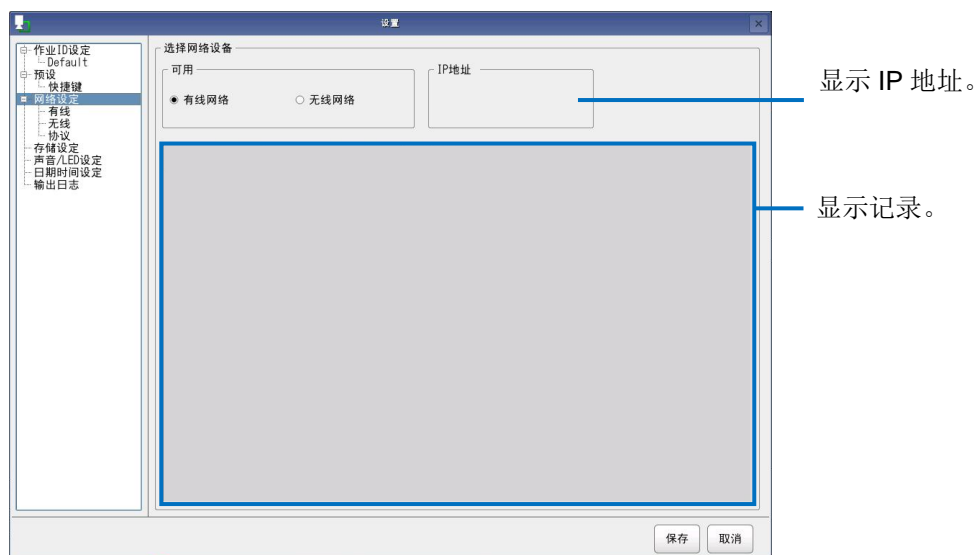 设置
作业ID设定
Default
预设
快捷键
网络设定
有线
无线
协议
存储设定
声音/LED设定
日期时间设定
输出日志
选择网络设备
可用
有线网络
无线网络
IP地址
显示 IP 地址。
显示记录。
保存
取消